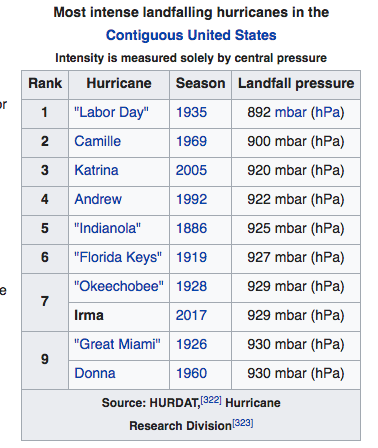 Most intense landfalling hurricanes in the
Contiguous United States
Intensity is measured solely by central pressure
Rank Hurricane Season Landfall pressure
1 "Labor Day" 1935 892 mbar (hPa)
2 Camille 1969 900 mbar (hPa)
3 Katrina 2005 920 mbar (hPa)
4 Andrew 1992 922 mbar (hPa)
5 "Indianola" 1886 925 mbar (hPa)
6 "Florida Keys" 1919 927 mbar (hPa)
7 "Okeechobee" 1928 929 mbar (hPa)
Irma 2017 929 mbar (hPa)
9 "Great Miami" 1926 930 mbar (hPa)
Donna 1960 930 mbar (hPa)
Source: HURDAT,[322] Hurricane
Research Division[323]